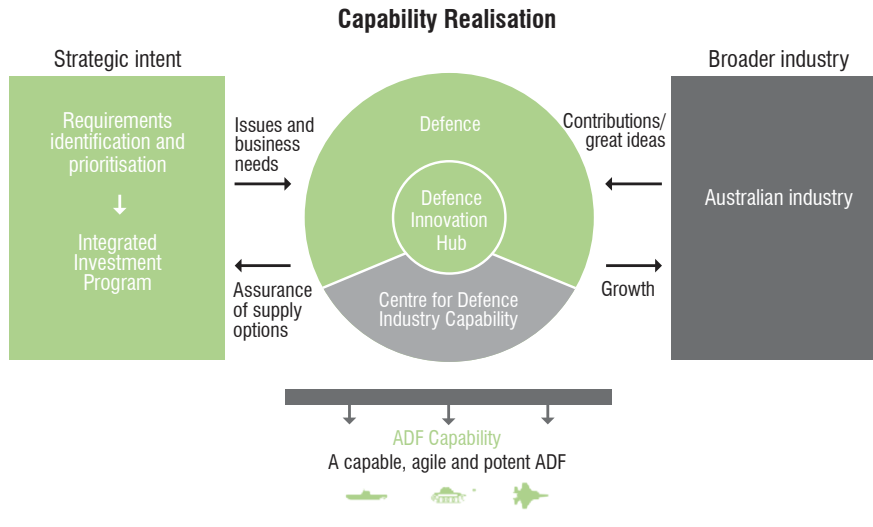 Capability Realisation
Strategic intent
Requirements
identification and
prioritisation
Integrated
Investment
Program
Issues and
business
needs
Assurance
of supply
options
Defence
Defence
Innovation
Hub
Centre for Defence
Industry Capability
Broader industry
Contributions/
great ideas
Growth
Australian industry
ADF Capability
A capable, agile and potent ADF